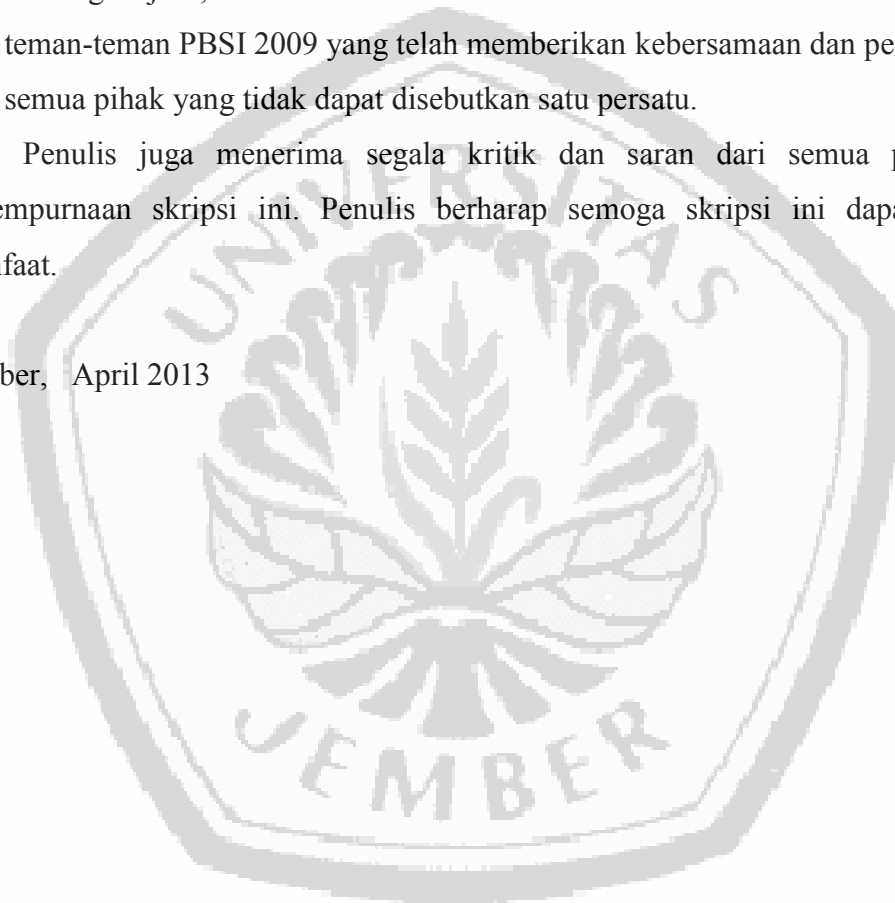 teman-teman PBSI 2009 yang telah memberikan kebersamaan dan pe
semua pihak yang tidak dapat disebutkan satu persatu.
Penulis juga menerima segala kritik dan saran dari semua p
empurnaan skripsi ini. Penulis berharap semoga skripsi ini dapa
faat.
ber, April 2013
UNIVERSITAS
JEMBER